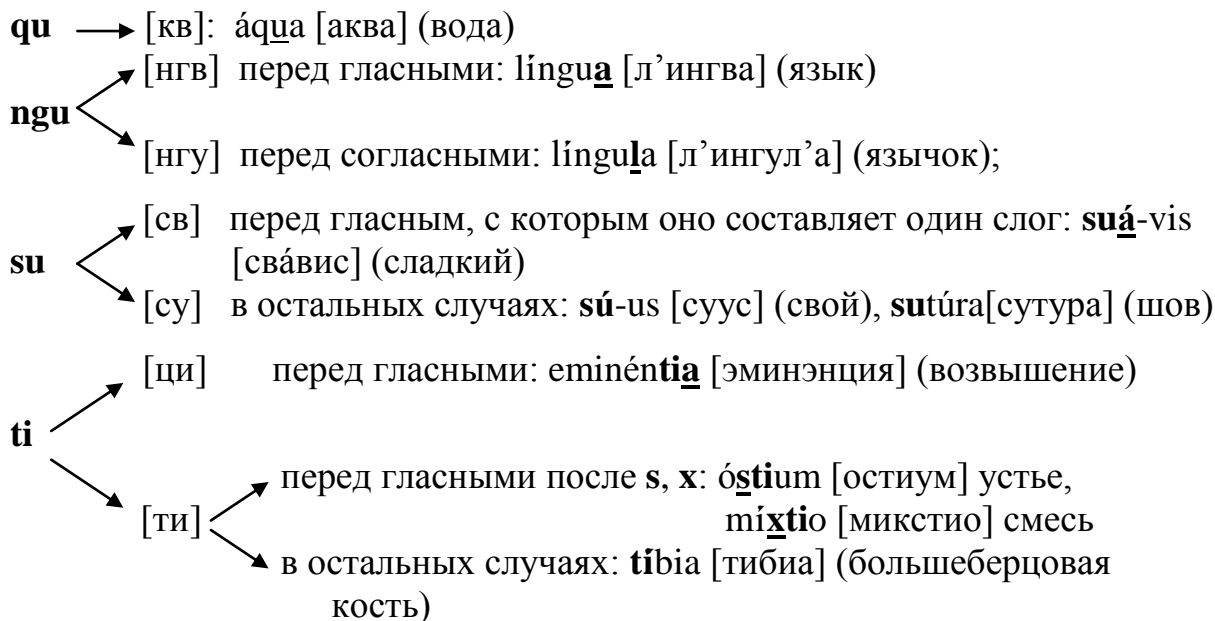 qu [кв]: áqua [аква] (вода)
[нгв] перед гласными: língua [л’ингва] (язык)
ngu
[нгу] перед согласными: língula [л’ингул’а] (язычок);
[св] перед гласным, с которым оно составляет один слог: suá-vis
[свáвис] (сладкий)
su
[су] в остальных случаях: sú-us [суус] (свой), sutúra[сутура] (шов)
[ци] перед гласными: eminéntia [эминэнция] (возвышение)
ti
перед гласными после s, x: óstium [остиум] устье,
[ти] míxtio [микстио] смесь
в остальных случаях: tíbia [тибиа] (большеберцовая
кость)